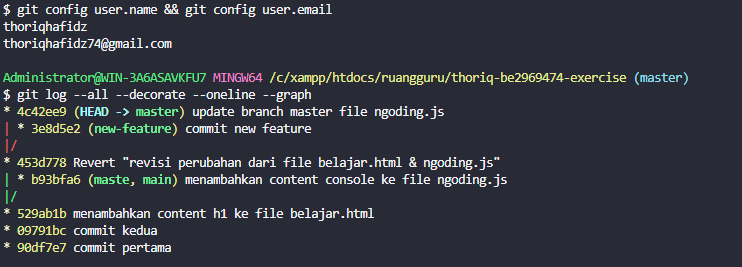 $ git config user.name && git config user.email
thoriqhafidz
thoriqhafidz74@gmail.com
Administrator@WIN-3A6ASAVKFU7 MINGW64 /c/xampp/htdocs/ruangguru/thoriq-be2969474-exercise (master)
$ git log --all --decorate --oneline --graph
* 4c42ee9 (HEAD -> master) update branch master file ngoding.js
| * 3e8d5e2 (new-feature) commit new feature
|/
* 453d778 Revert "revisi perubahan dari file belajar.html & ngoding.js"
| * b93bfa6 (maste, main) menambahkan content console ke file ngoding.js
|/
* 529ab1b menambahkan content h1 ke file belajar.html
* 09791bc commit kedua
* 90df7e7 commit pertama